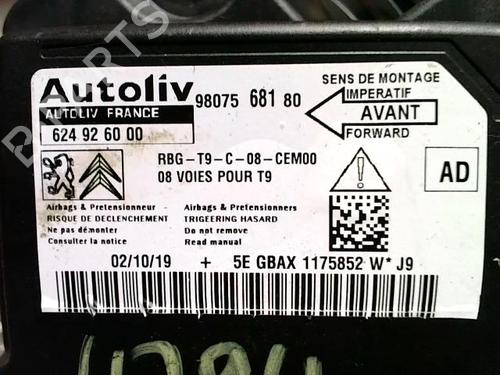 Autoliv
AUTOLIV FRANCE
624 92 60 00
98075 681 80
SENS DE MONTAGE
IMPERATIF
AVANT
FORWARD
RBG-T9-C-08-CEM00
08 VOIES POUR T9
AD
Airbags & Pretensionneur
RISQUE DE DECLENCHEMENT
Ne pas démonter
Consulter la notice
Airbags & Pretensionners
TRIGEERING HASARD
Do not remove
Read manual
02/10/19 + 5E GBAX 1175852 W* J9